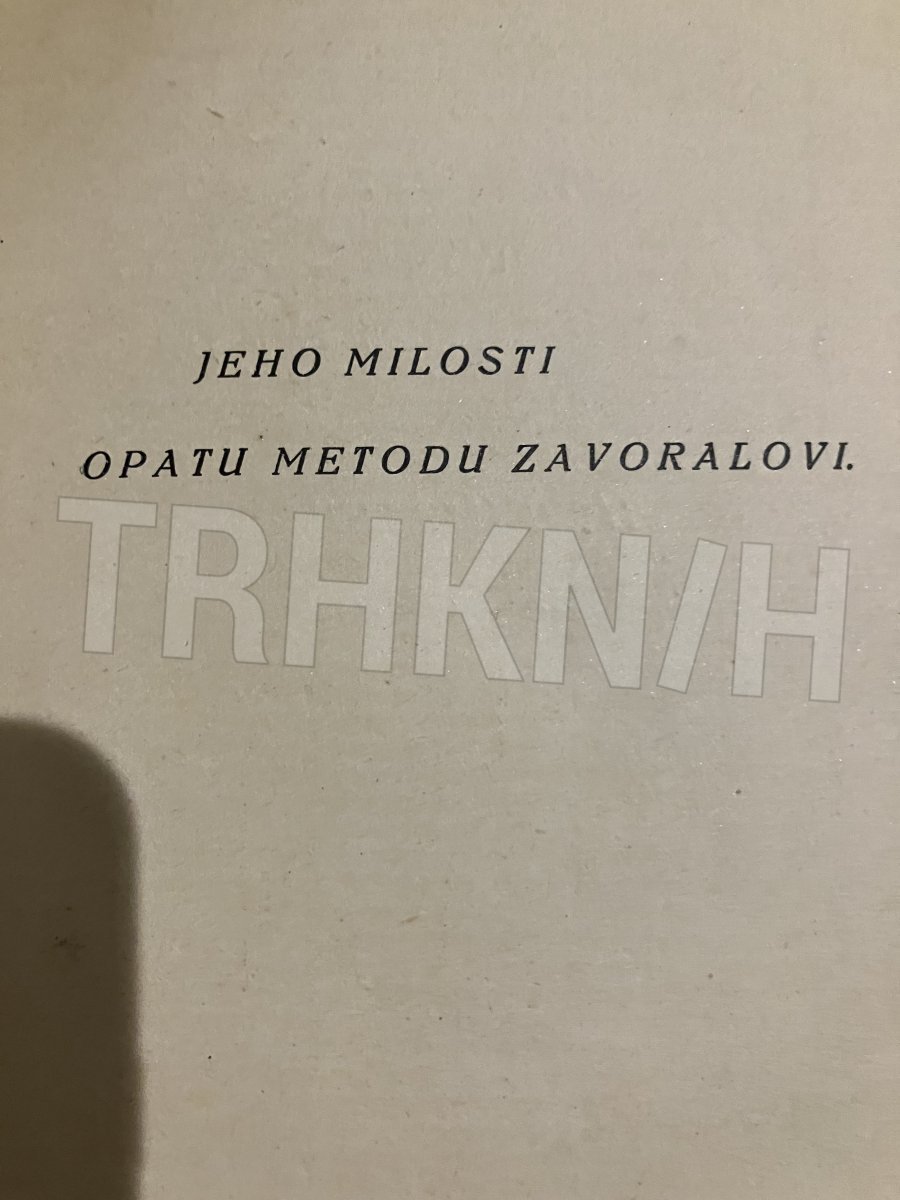 JEHO MILOSTI
OPATU METODU ZAVORALOVI.
TRHKNIH